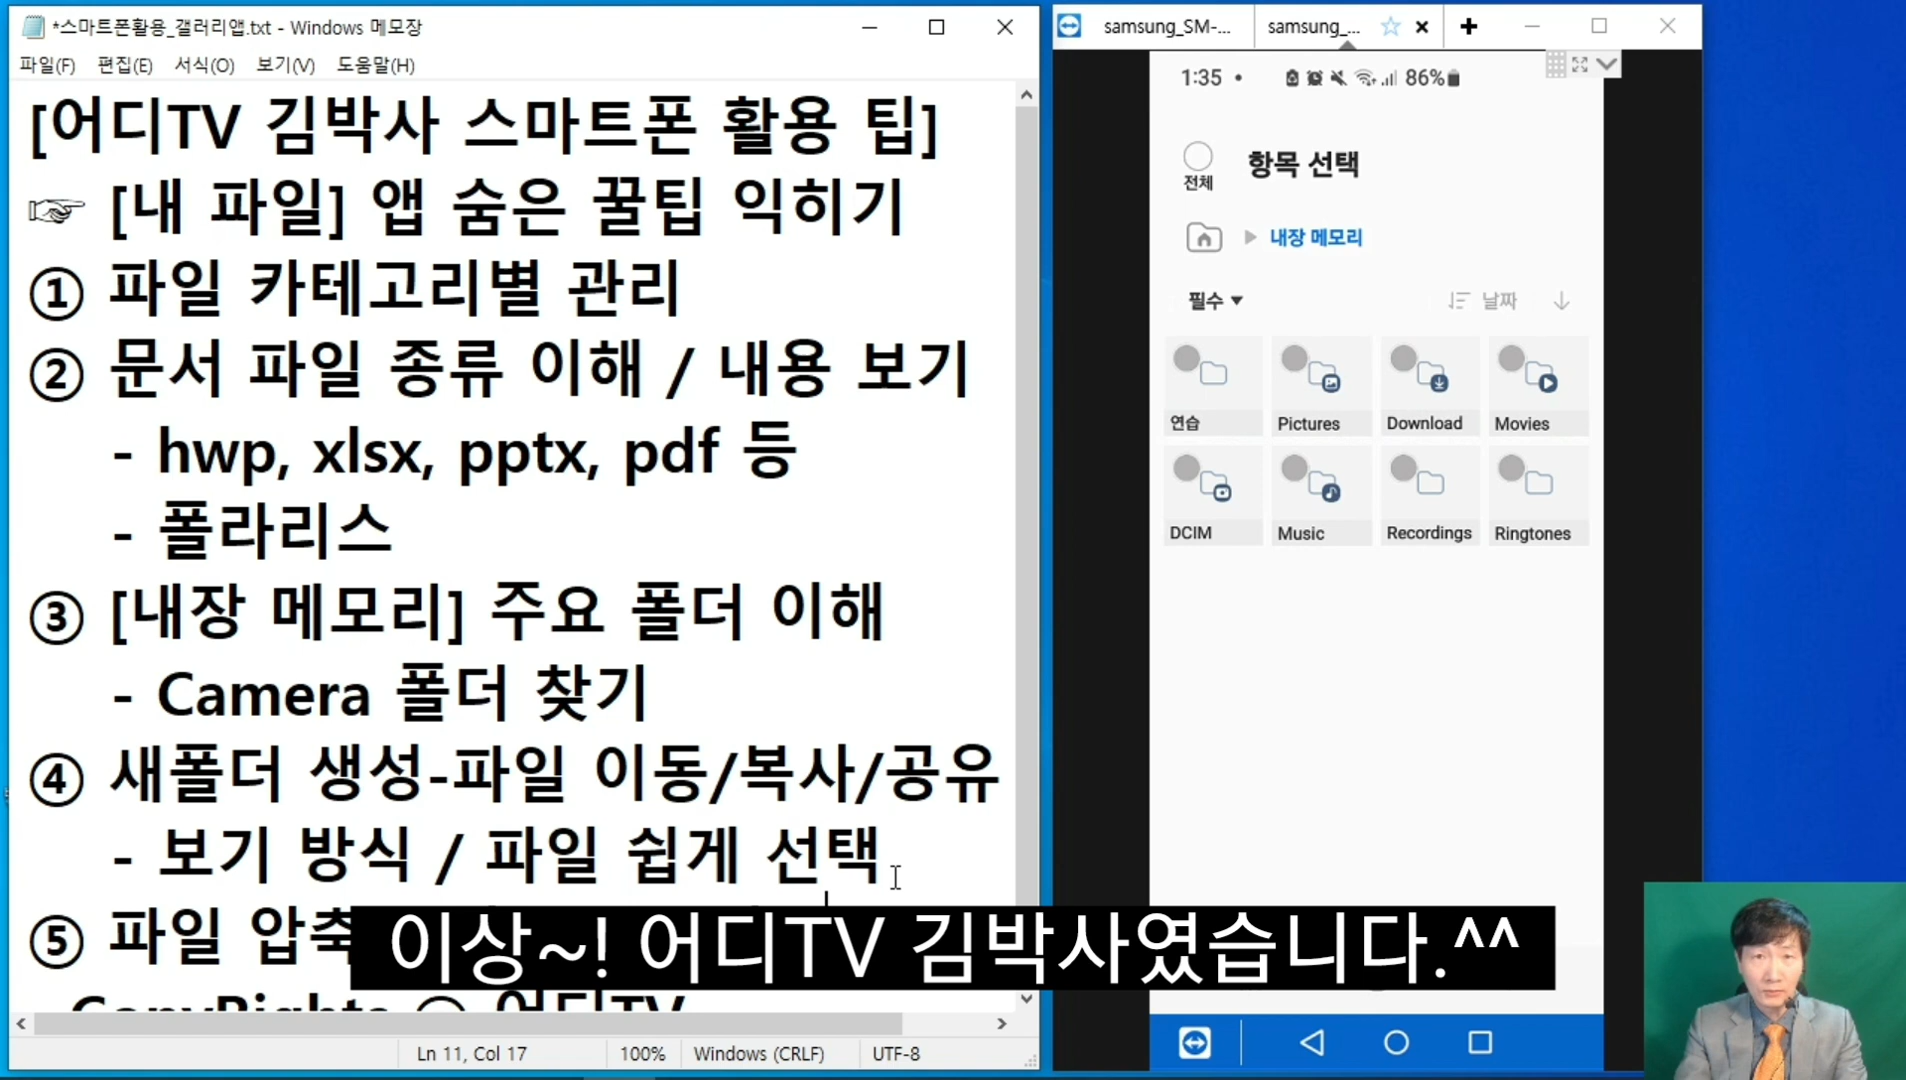 *스마트폰활용_갤러리앱.txt - Windows 메모장
파일(F) 편집(E) 서식(O) 보기(V) 도움말(H)
[어디TV 김박사 스마트폰 활용 팁]
☞ [내 파일] 앱 숨은 꿀팁 익히기
① 파일 카테고리별 관리
② 문서 파일 종류 이해 / 내용 보기
- hwp, xlsx, pptx, pdf 등
- 폴라리스
③ [내장 메모리] 주요 폴더 이해
- Camera 폴더 찾기
④ 새폴더 생성-파일 이동/복사/공유
- 보기 방식 / 파일 쉽게 선택
⑤ 파일 압축
이상~! 어디TV 김박사였습니다.^^
CopyRights ⓒ 어디TV
Ln 11, Col 17 100% Windows (CRLF) UTF-8
samsung_SM-... samsung_...
1:35 86%
전체 항목 선택
내장 메모리
필수 날짜
연습 Pictures Download Movies
DCIM Music Recordings Ringtones